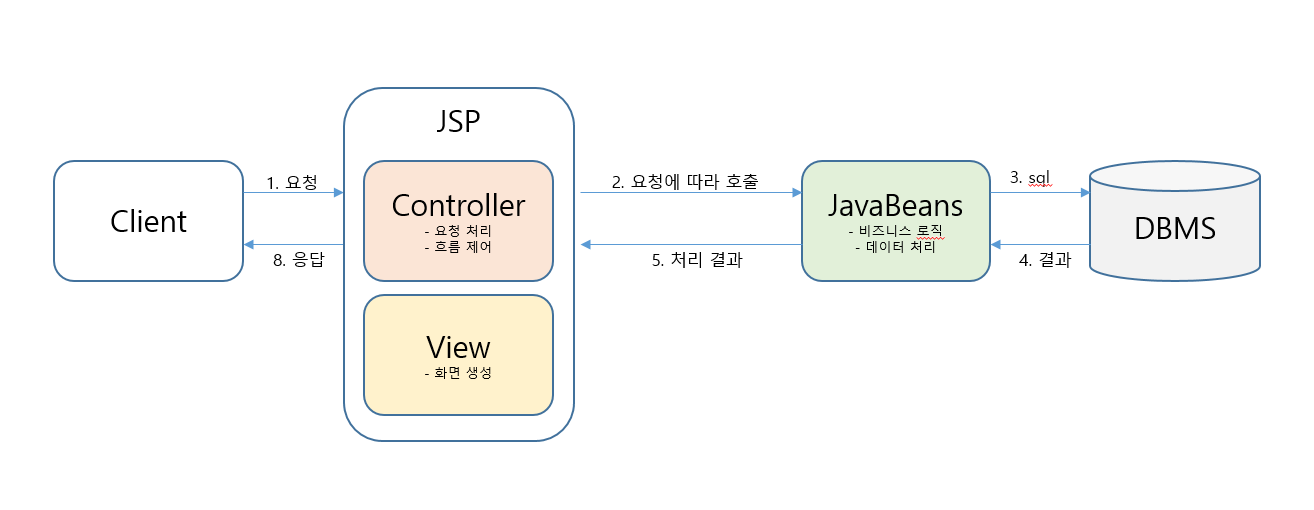 JSP
Client
1. 요청
8. 응답
Controller
- 요청 처리
- 흐름 제어
View
- 화면 생성
2. 요청에 따라 호출
5. 처리 결과
JavaBeans
- 비즈니스 로직
- 데이터 처리
3. sql
4. 결과
DBMS